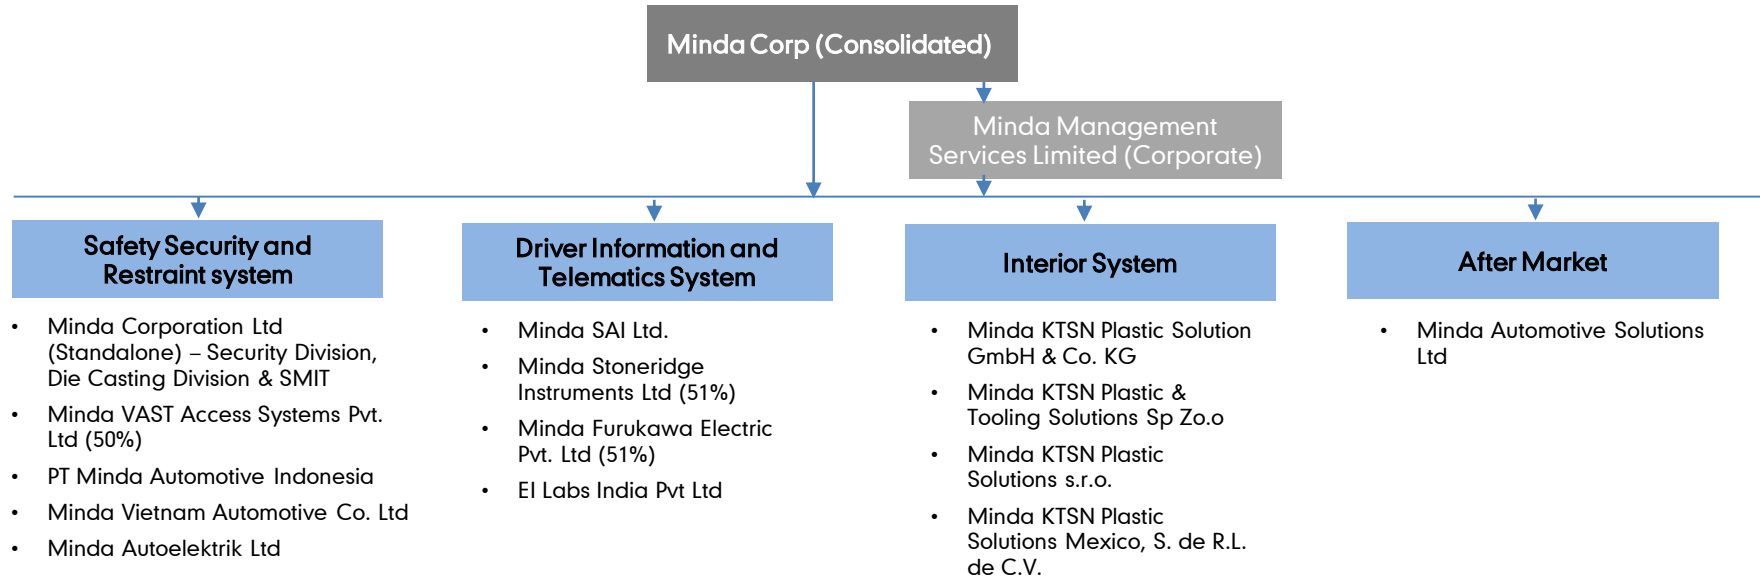 Minda Corp (Consolidated)
Minda Management
Services Limited (Corporate)
Safety Security and
Restraint system
• Minda Corporation Ltd
(Standalone) – Security Division,
Die Casting Division & SMIT
• Minda VAST Access Systems Pvt.
Ltd (50%)
• PT Minda Automotive Indonesia
• Minda Vietnam Automotive Co. Ltd
• Minda Autoelektrik Ltd
Driver Information and
Telematics System
• Minda SAI Ltd.
• Minda Stoneridge
Instruments Ltd (51%)
• Minda Furukawa Electric
Pvt. Ltd (51%)
• EI Labs India Pvt Ltd
Interior System
• Minda KTSN Plastic Solution
GmbH & Co. KG
• Minda KTSN Plastic &
Tooling Solutions Sp Zo.o
• Minda KTSN Plastic
Solutions s.r.o.
• Minda KTSN Plastic
Solutions Mexico, S. de R.L.
de C.V.
After Market
• Minda Automotive Solutions
Ltd